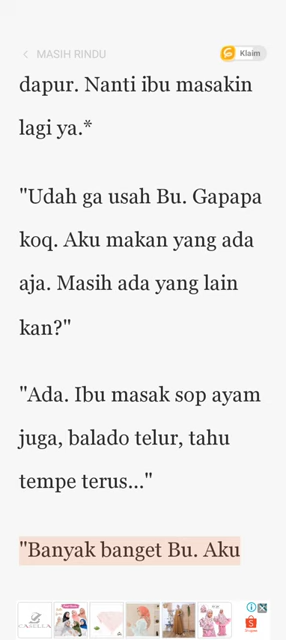 MASIH RINDU
Klaim
dapur. Nanti ibu masakin
lagi ya.*
"Udah ga usah Bu. Gapapa
koq. Aku makan yang ada
aja. Masih ada yang lain
kan?"
"Ada. Ibu masak sop ayam
juga, balado telur, tahu
tempe terus..."
"Banyak banget Bu. Aku